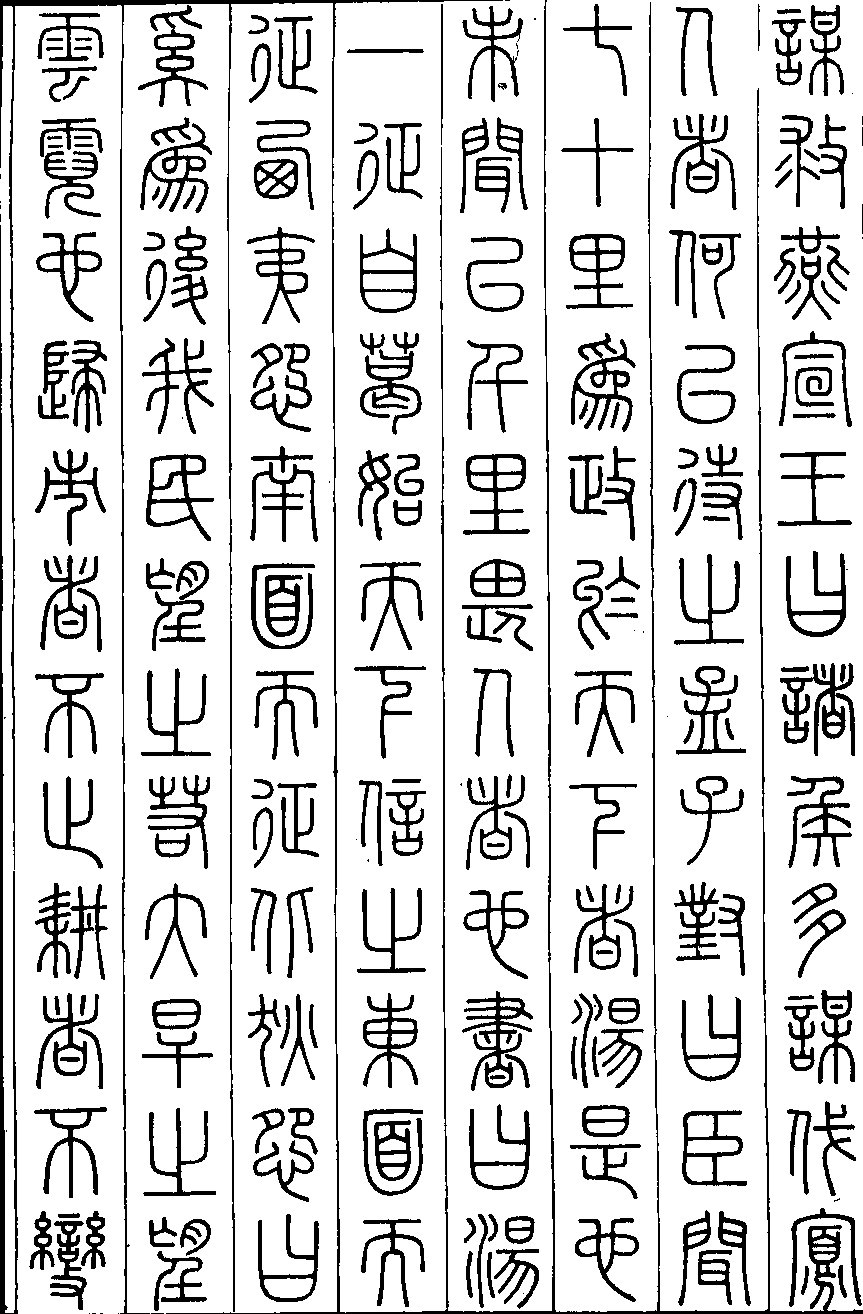 謀救燕宣王曰諸侯多謀伐寡
人者何以待之孟子對曰臣聞
七十里爲政於天下者湯是也
未聞以千里畏人者也書曰湯
一征自葛始天下信之東面而
征西夷怨南面而征北狄怨曰
奚爲後我民望之若大旱之望
雲霓也歸市者不止耕者不變